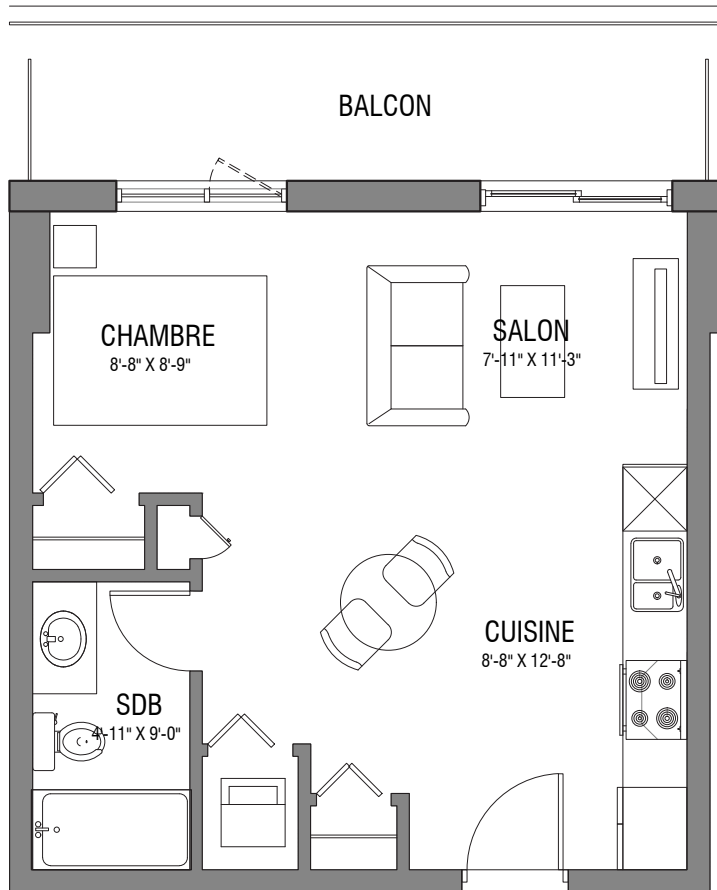 BALCON
CHAMBRE
8'-8" X 8'-9"
SALON
7'-11" X 11'-3"
CUISINE
8'-8" X 12'-8"
SDB
4'-11" X 9'-0"